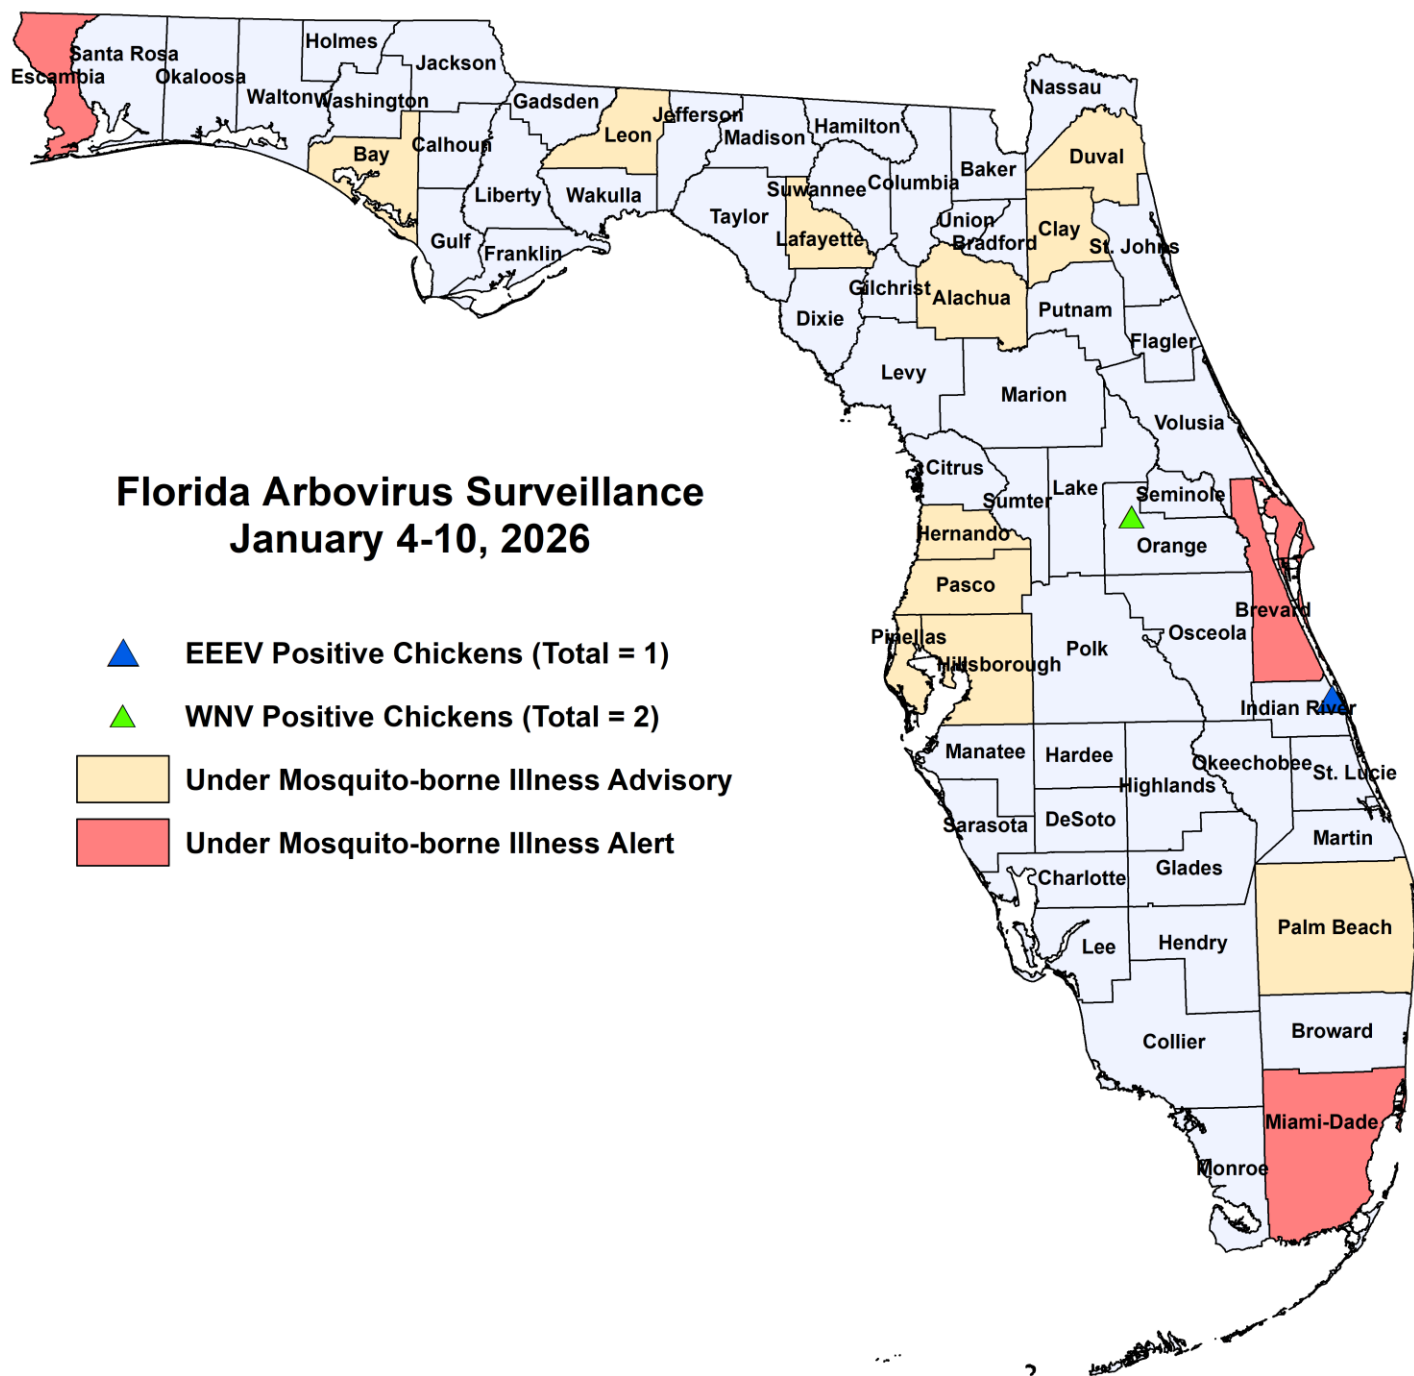 Holmes
Jackson
Santa Rosa
Escambia
Okaloosa
Walton
Washington
Gadsden
Nassau
Jefferson
Leon
Madison
Hamilton
Calhoun
Bay
Duval
Baker
Columbia
Suwannee
Liberty
Wakulla
Taylor
Union
Clay
Bradford
Lafayette
St. Johns
Gulf
Franklin
Gilchrist
Alachua
Putnam
Dixie
Flagler
Levy
Marion
Volusia
Citrus
Lake
Seminole
Sumter
Florida Arbovirus Surveillance
January 4-10, 2026
Hernando
Orange
Pasco
Brevard
Osceola
Pinellas
Polk
Hillsborough
EEEV Positive Chickens (Total = 1)
Indian River
WNV Positive Chickens (Total = 2)
Manatee
Hardee
Okeechobee
St. Lucie
Highlands
Under Mosquito-borne Illness Advisory
DeSoto
Sarasota
Martin
Under Mosquito-borne Illness Alert
Glades
Charlotte
Palm Beach
Hendry
Lee
Broward
Collier
Miami-Dade
Monroe